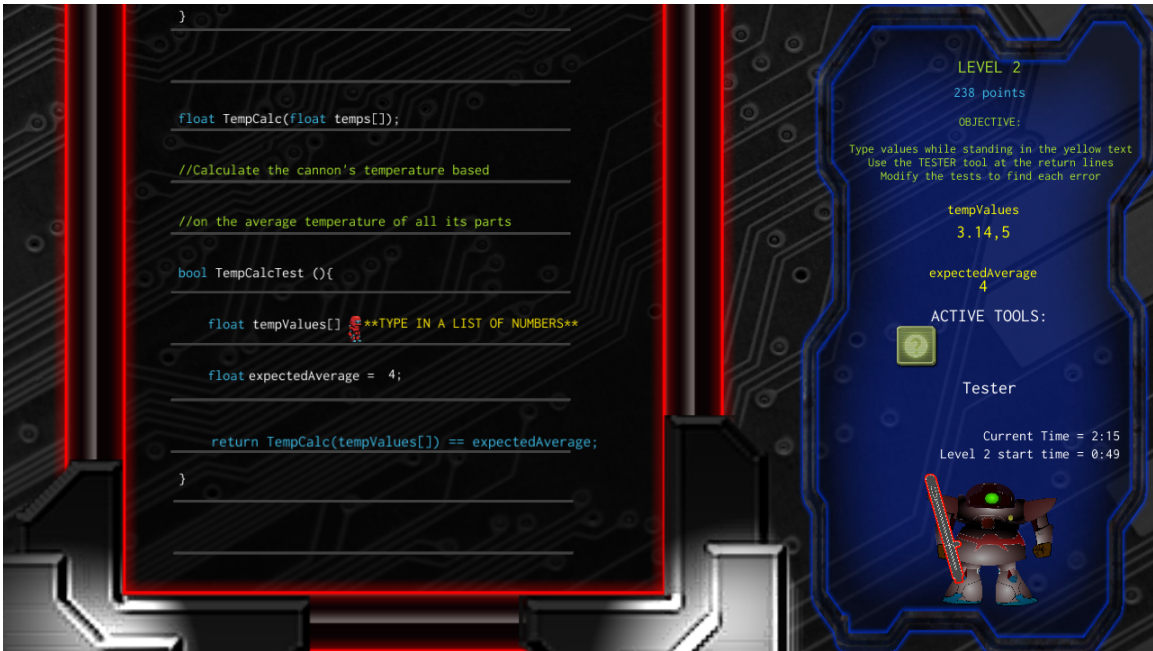 }
float TempCalc(float temps[]);
//Calculate the cannon's temperature based
//on the average temperature of all its parts
bool TempCalcTest (){
float tempValues[] **TYPE IN A LIST OF NUMBERS**
float expectedAverage = 4;
return TempCalc(tempValues[]) == expectedAverage;
}
LEVEL 2
238 points
OBJECTIVE:
Type values while standing in the yellow text
Use the TESTER tool at the return lines
Modify the tests to find each error
tempValues
3.14,5
expectedAverage
4
ACTIVE TOOLS:
?
Tester
Current Time = 2:15
Level 2 start time = 0:49